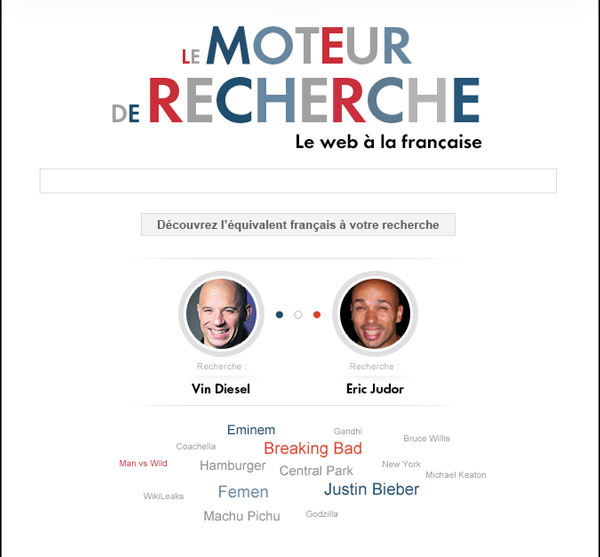 LE MOTEUR
DE RECHERCHE
Le web à la française
Découvrez l'équivalent français à votre recherche
Recherche : Recherche :
Vin Diesel Eric Judor
Eminem Gandhi
Bruce Willis
Coachella Breaking Bad
Man vs Wild Hamburger Central Park New York
Michael Keaton
WikiLeaks Femen Justin Bieber
Machu Pichu Godzilla